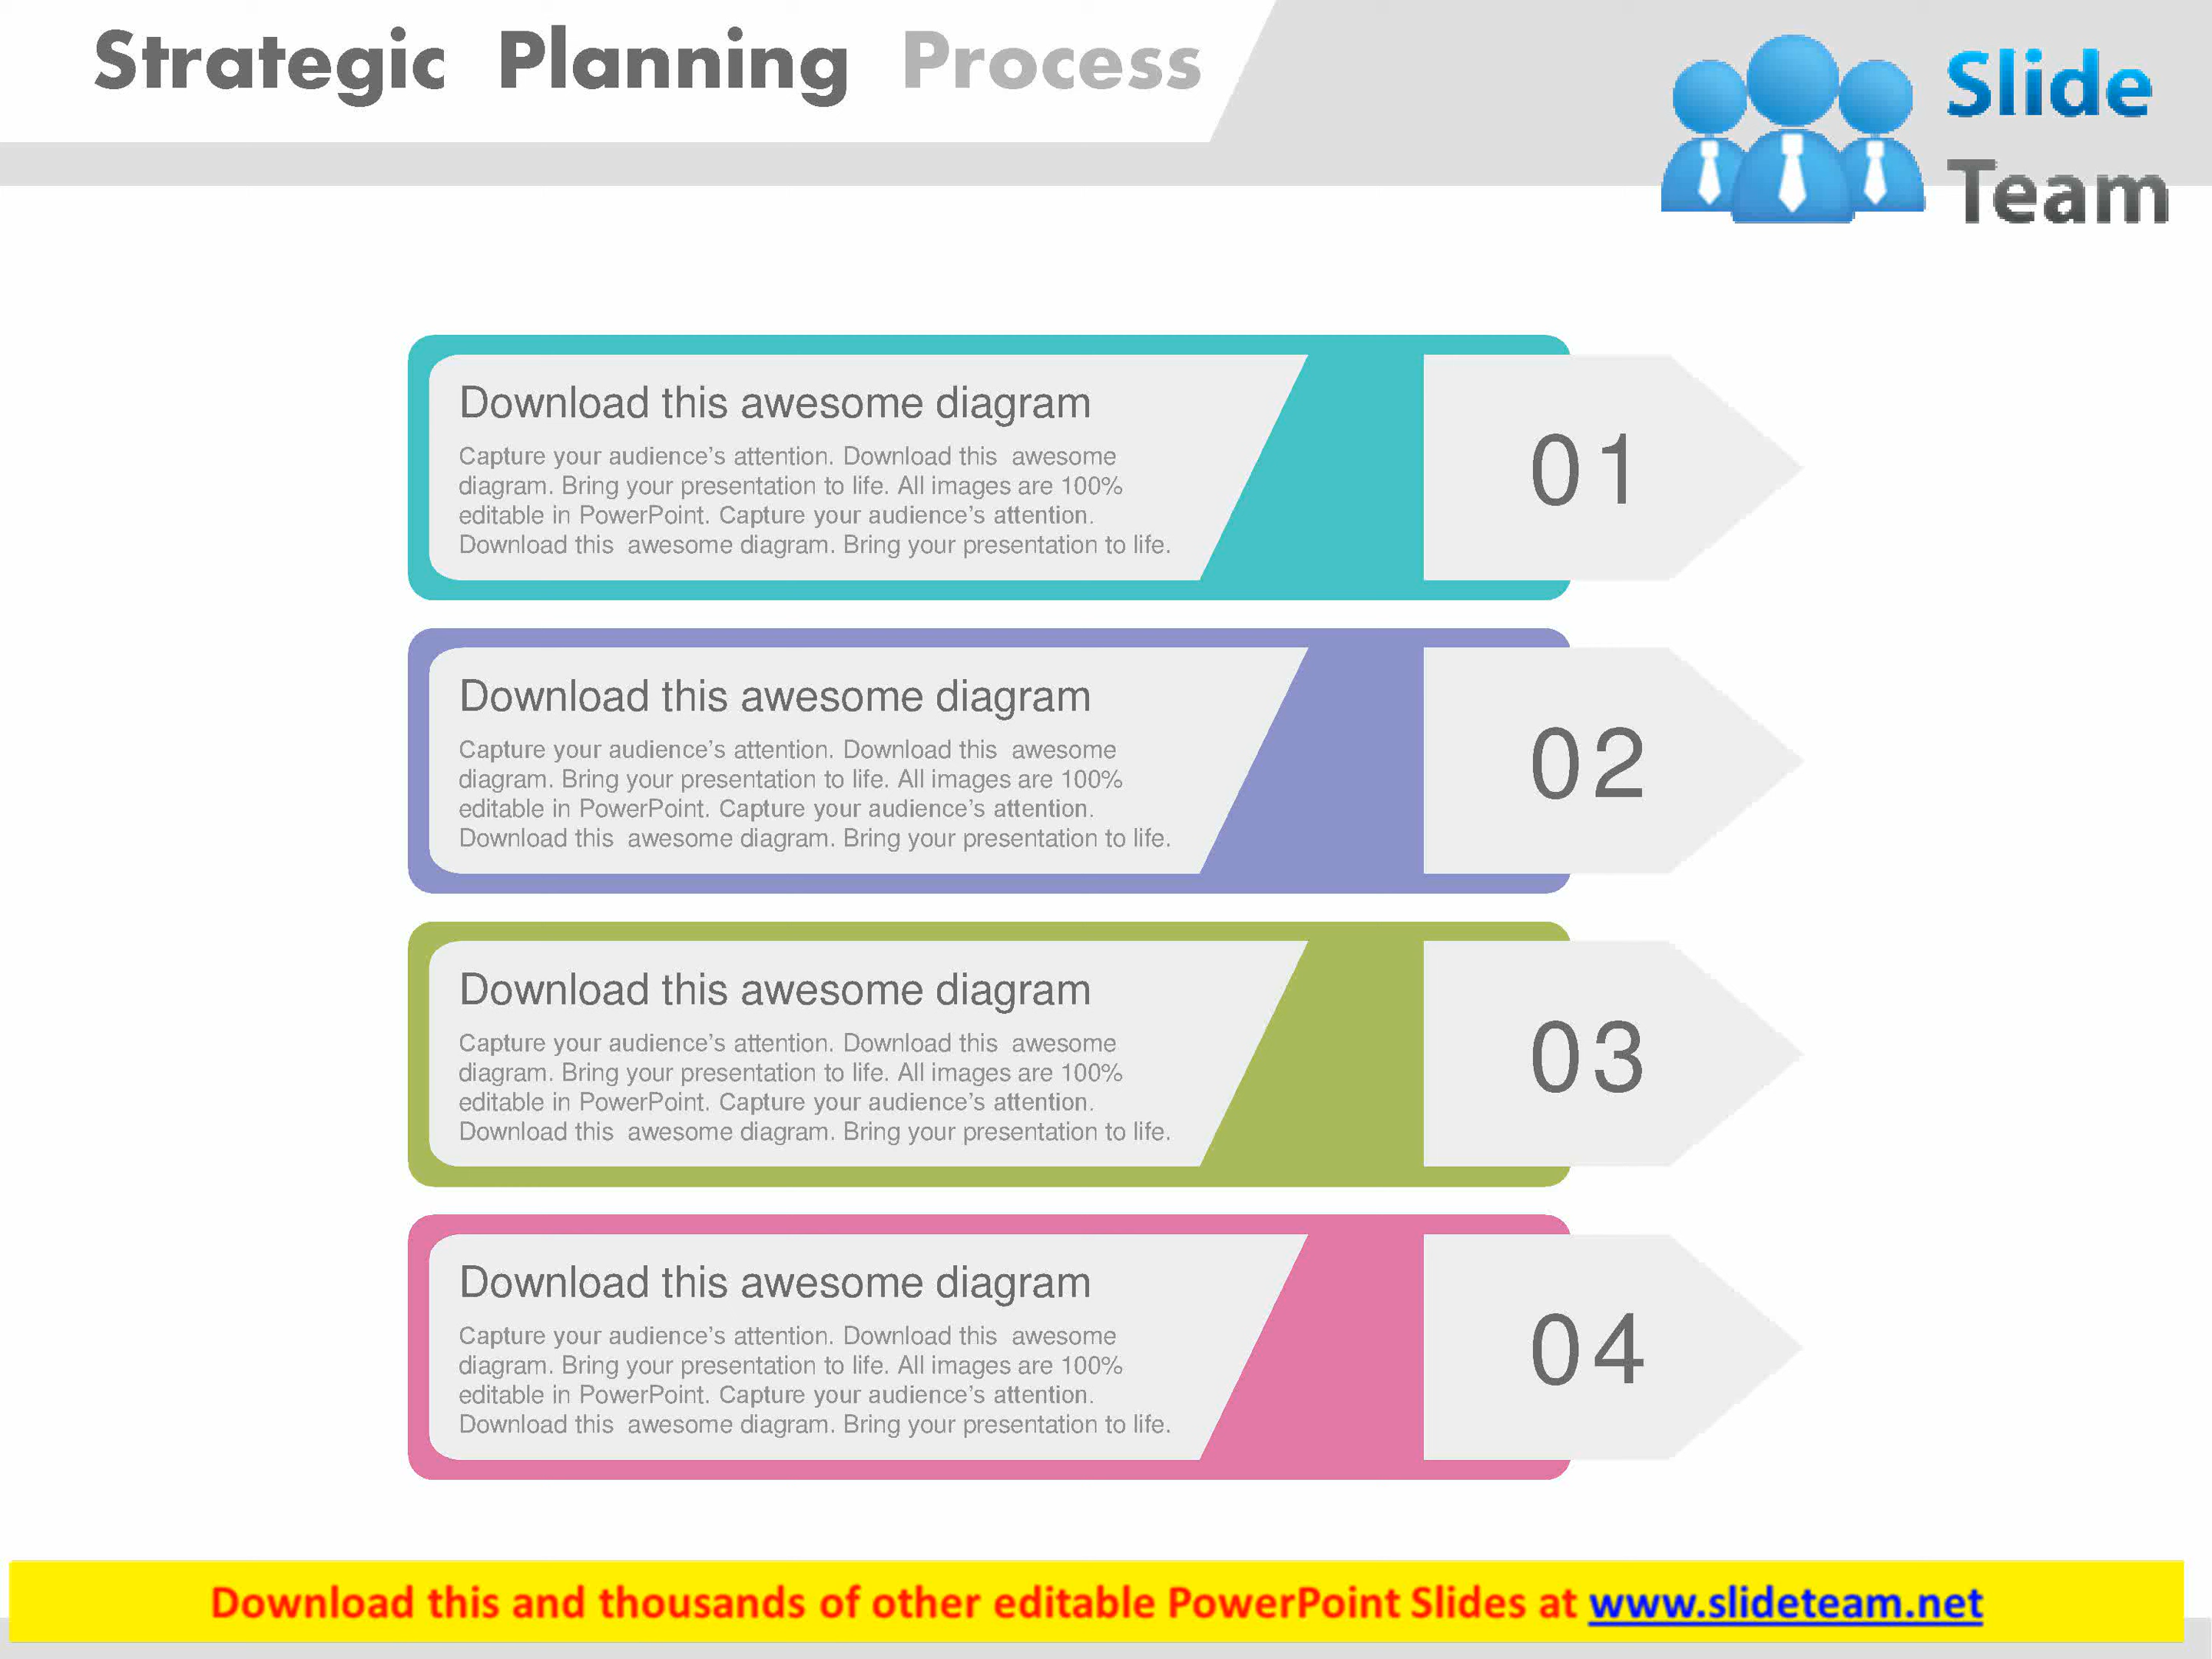 Strategic Planning Process
Slide
Team
Download this awesome diagram
Capture your audience’s attention. Download this awesome
diagram. Bring your presentation to life. All images are 100%
editable in PowerPoint. Capture your audience’s attention.
Download this awesome diagram. Bring your presentation to life.
01
Download this awesome diagram
Capture your audience’s attention. Download this awesome
diagram. Bring your presentation to life. All images are 100%
editable in PowerPoint. Capture your audience’s attention.
Download this awesome diagram. Bring your presentation to life.
02
Download this awesome diagram
Capture your audience’s attention. Download this awesome
diagram. Bring your presentation to life. All images are 100%
editable in PowerPoint. Capture your audience’s attention.
Download this awesome diagram. Bring your presentation to life.
03
Download this awesome diagram
Capture your audience’s attention. Download this awesome
diagram. Bring your presentation to life. All images are 100%
editable in PowerPoint. Capture your audience’s attention.
Download this awesome diagram. Bring your presentation to life.
04
Download this and thousands of other editable PowerPoint Slides at www.slideteam.net